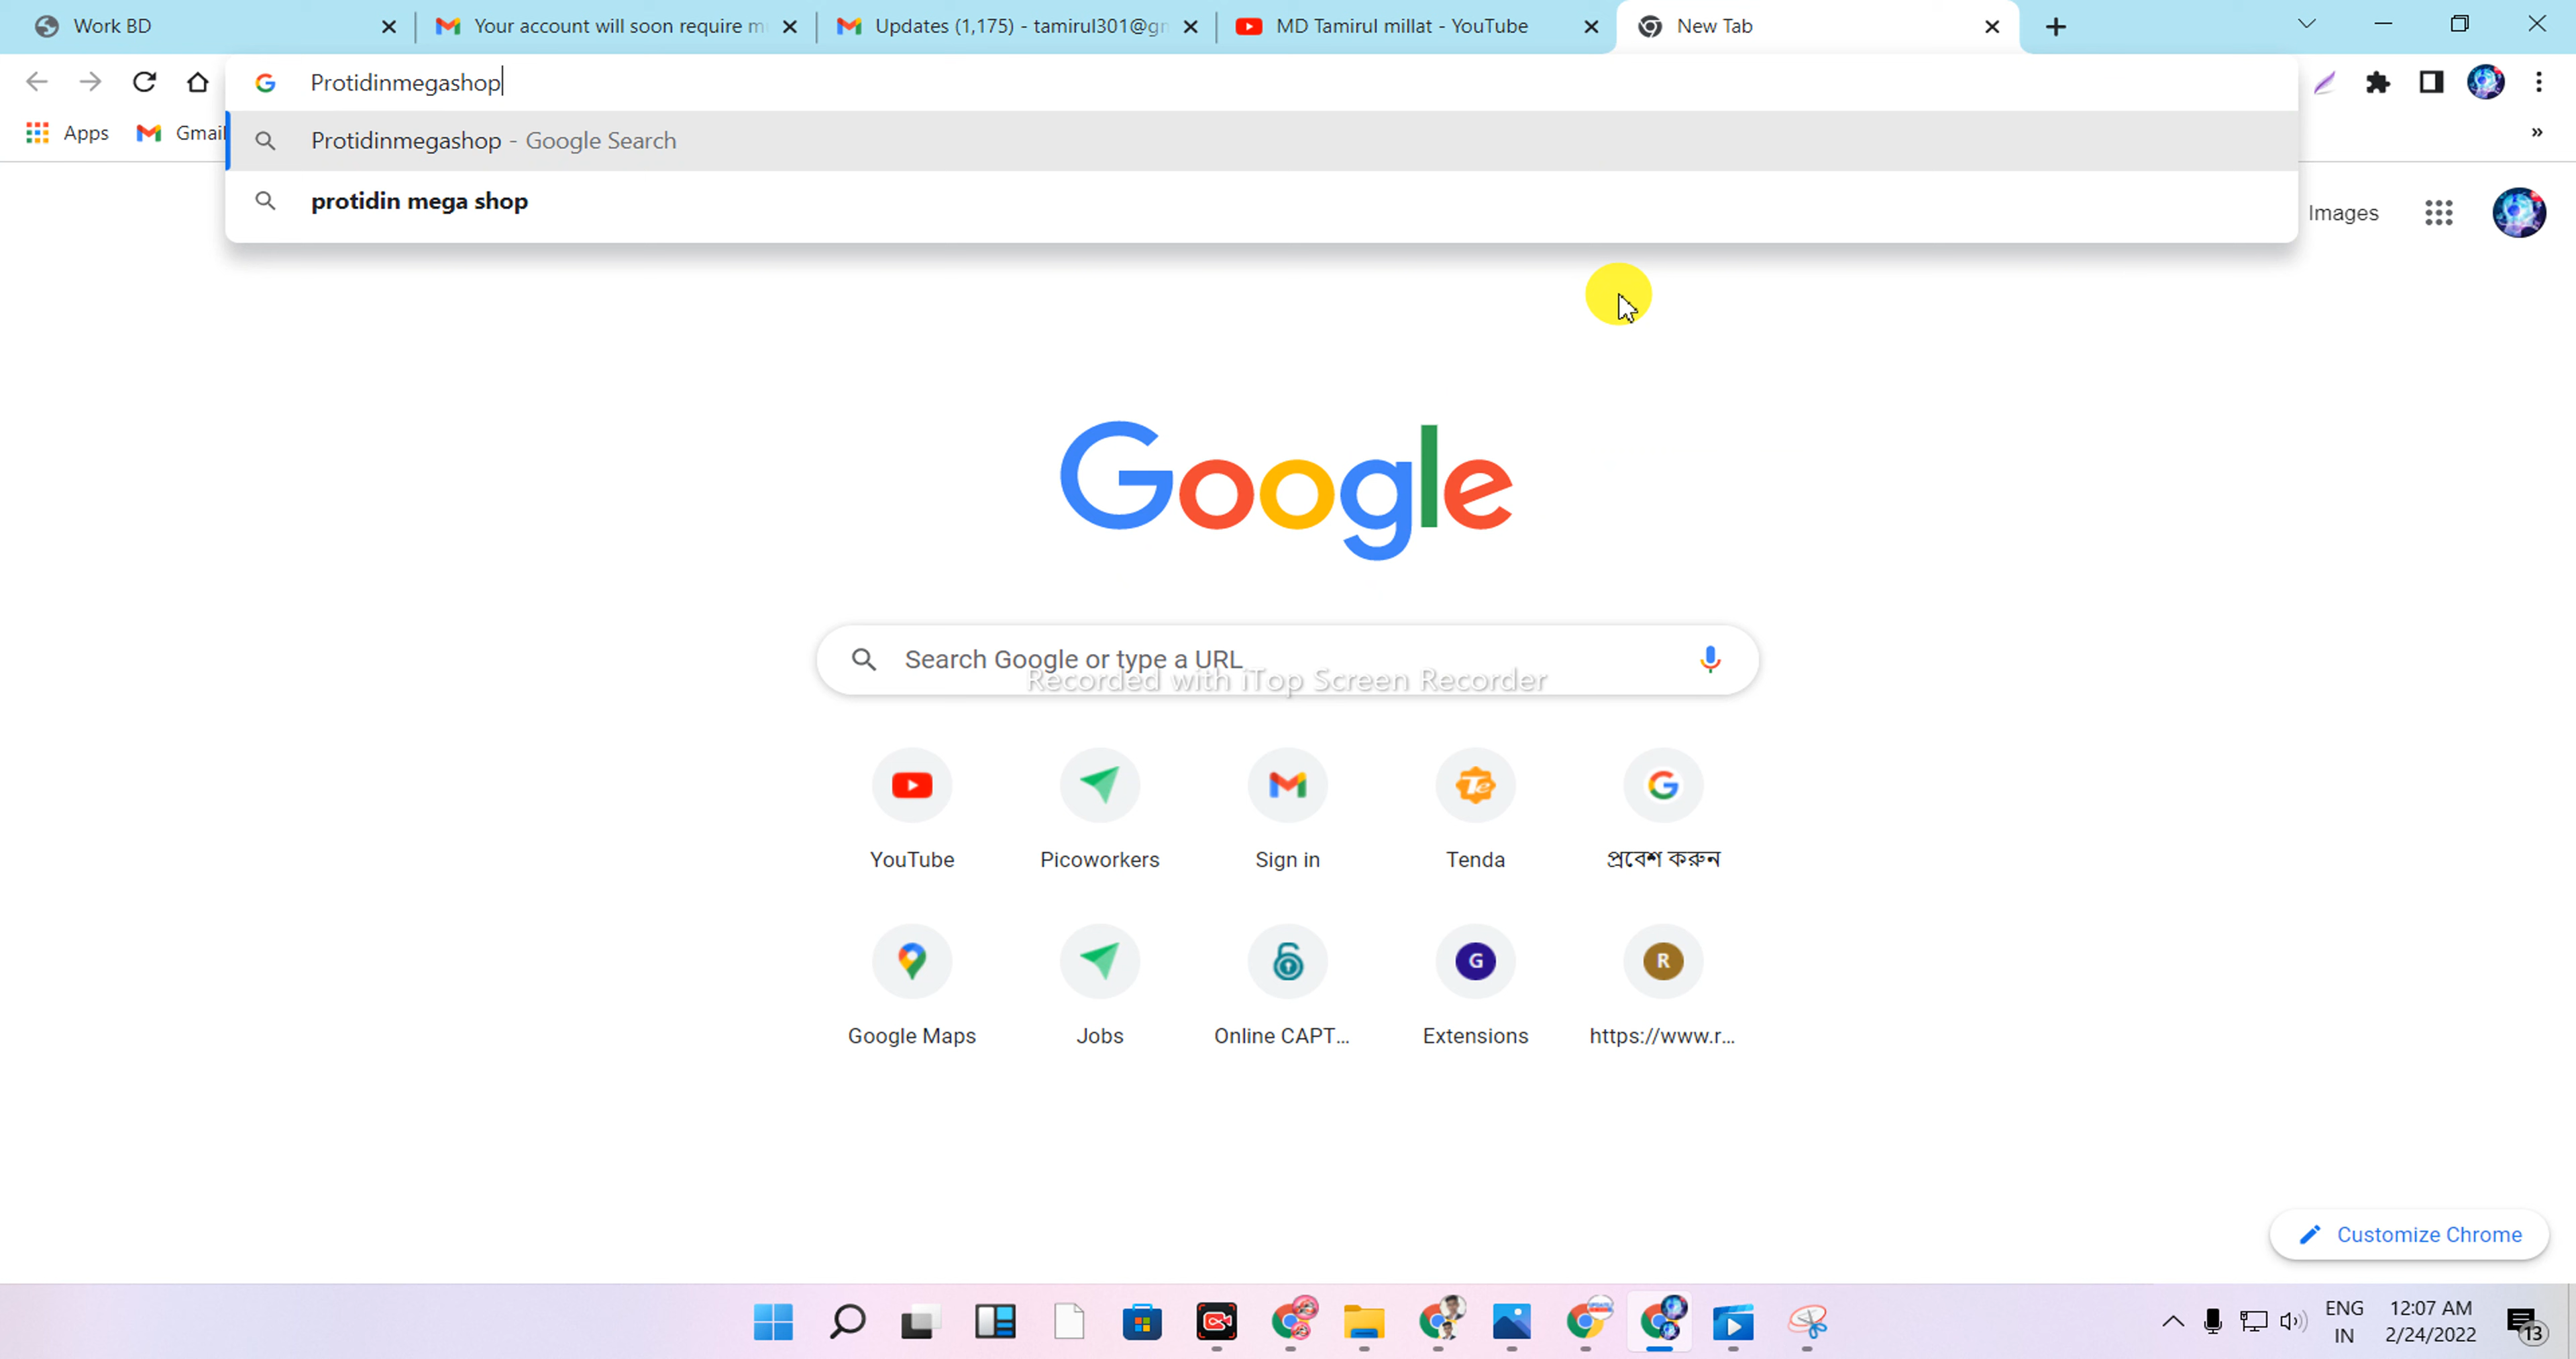 Work BD
Your account will soon require m
Updates (1,175) - tamirul301@gm
MD Tamirul millat - YouTube
New Tab
Protidinmegashop
Apps
Gmail
Protidinmegashop - Google Search
protidin mega shop
Images
Google
Search Google or type a URL
Recorded with iTop Screen Recorder
YouTube
Picoworkers
Sign in
Tenda
প্রবেশ করুন
G
R
Google Maps
Jobs
Online CAPT...
Extensions
https://www.r...
Customize Chrome
ENG
IN
12:07 AM
2/24/2022
13